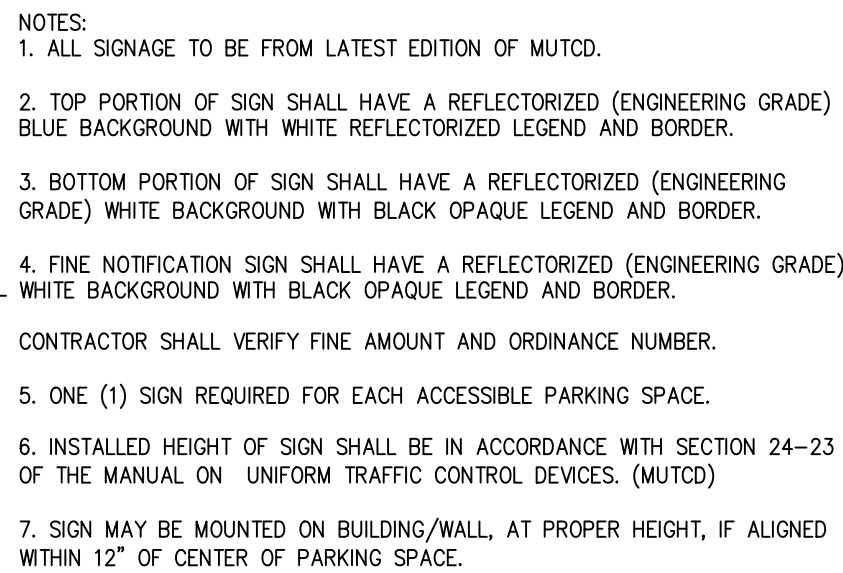 NOTES:
1. ALL SIGNAGE TO BE FROM LATEST EDITION OF MUTCD.
2. TOP PORTION OF SIGN SHALL HAVE A REFLECTORIZED (ENGINEERING GRADE)
BLUE BACKGROUND WITH WHITE REFLECTORIZED LEGEND AND BORDER.
3. BOTTOM PORTION OF SIGN SHALL HAVE A REFLECTORIZED (ENGINEERING
GRADE) WHITE BACKGROUND WITH BLACK OPAQUE LEGEND AND BORDER.
4. FINE NOTIFICATION SIGN SHALL HAVE A REFLECTORIZED (ENGINEERING GRADE)
WHITE BACKGROUND WITH BLACK OPAQUE LEGEND AND BORDER.
CONTRACTOR SHALL VERIFY FINE AMOUNT AND ORDINANCE NUMBER.
5. ONE (1) SIGN REQUIRED FOR EACH ACCESSIBLE PARKING SPACE.
6. INSTALLED HEIGHT OF SIGN SHALL BE IN ACCORDANCE WITH SECTION 24-23
OF THE MANUAL ON UNIFORM TRAFFIC CONTROL DEVICES. (MUTCD)
7. SIGN MAY BE MOUNTED ON BUILDING/WALL, AT PROPER HEIGHT, IF ALIGNED
WITHIN 12" OF CENTER OF PARKING SPACE.